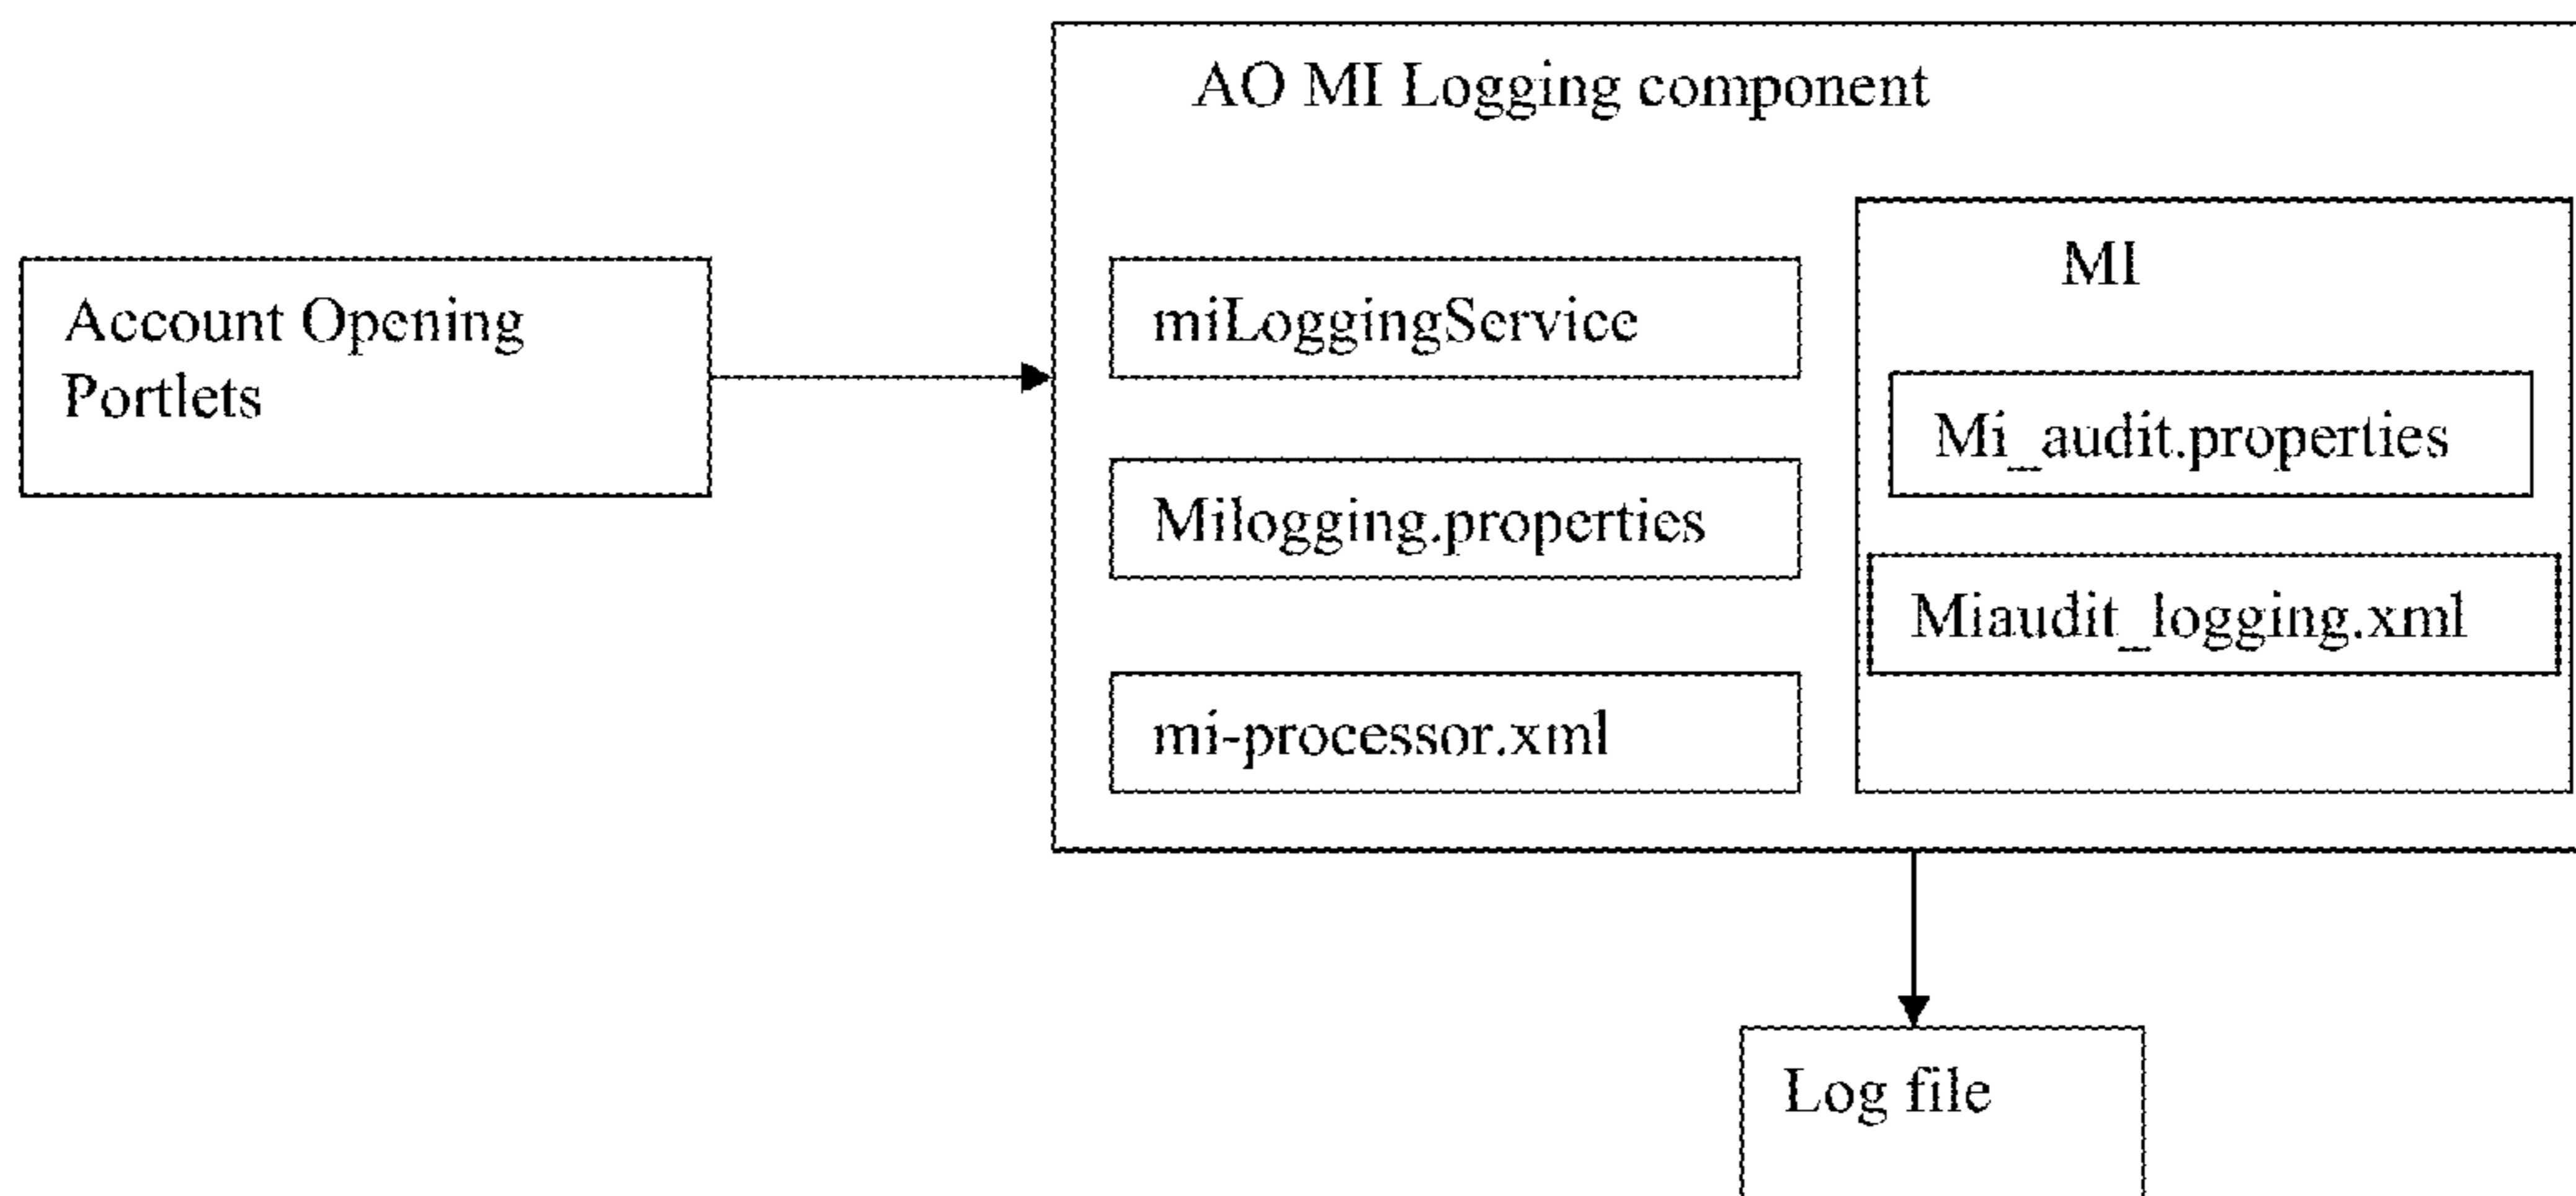 AO MI Logging component
Account Opening
Portlets
miLoggingService
Milogging.properties
mi-processor.xml
MI
Mi_audit.properties
Miaudit_logging.xml
Log file